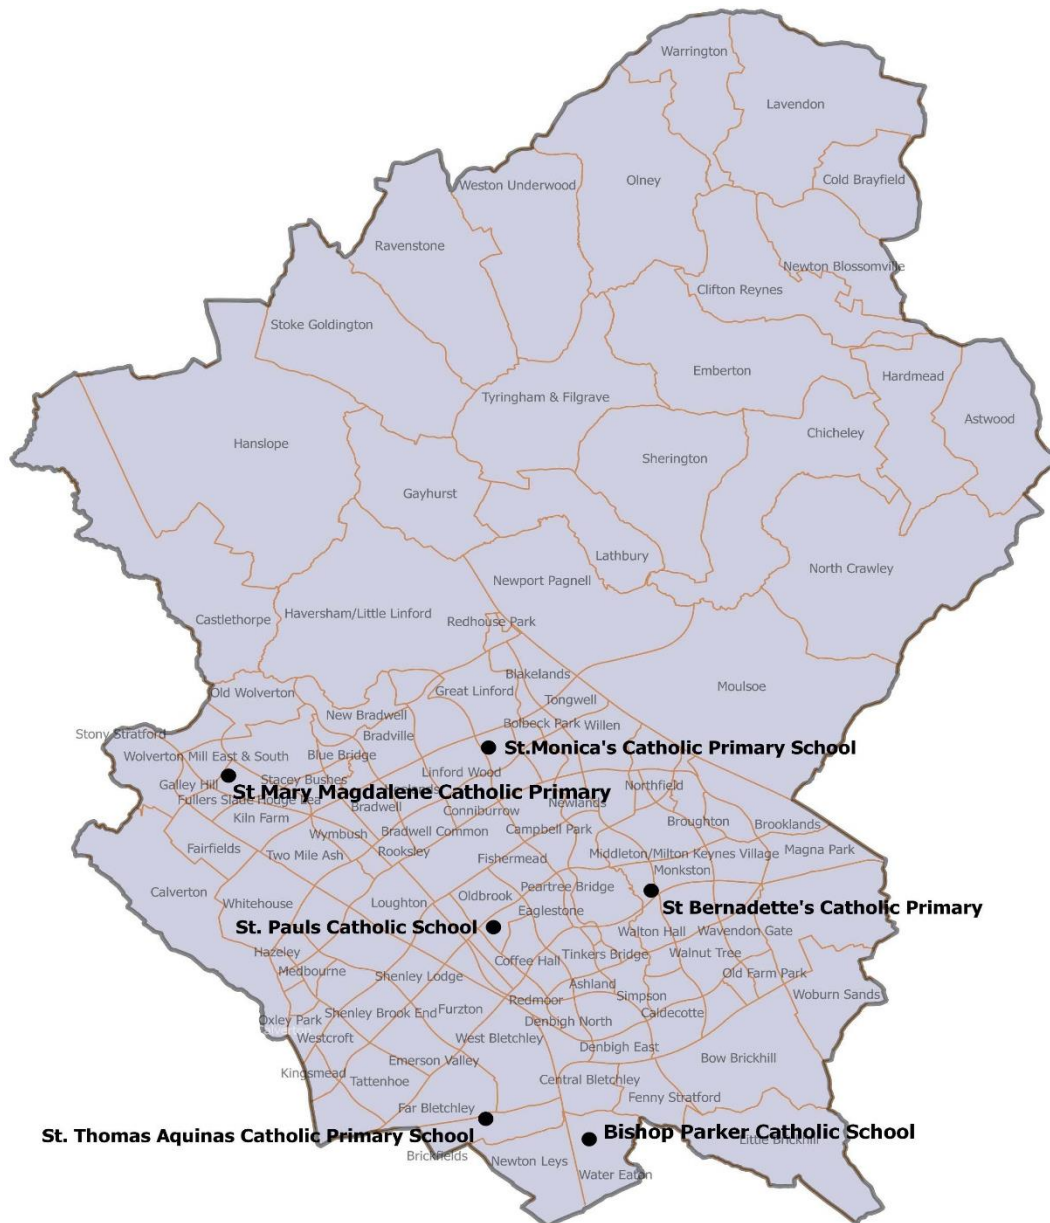 Warrington
Lavendon
Weston Underwood
Olney
Cold Brayfield
Ravenstone
Newton Blossomville
Clifton Reynes
Stoke Goldington
Emberton
Hardmead
Tyringham & Filgrave
Astwood
Chicheley
Hanslope
Sherington
Gayhurst
Lathbury
North Crawley
Newport Pagnell
Castlethorpe
Haversham/Little Linford
Redhouse Park
Blakelands
Moulsoe
Old Wolverton
Great Linford
Tongwell
New Bradwell
Bolbeck Park
Willen
Stony Stratford
Bradville
St.Monica's Catholic Primary School
Wolverton Mill East & South
Blue Bridge
Linford Wood
Galley Hill
Stacey Bushes
Northfield
St Mary Magdalene Catholic Primary
Fullers Slade
Hodge Lea
Newlands
Bradwell
Conniburrow
Kiln Farm
Broughton
Brooklands
Wymbush
Bradwell Common
Campbell Park
Fairfields
Two Mile Ash
Rooksley
Fishermead
Middleton/Milton Keynes Village
Magna Park
Monkston
Calverton
Peartree Bridge
Whitehouse
Loughton
Oldbrook
St Bernadette's Catholic Primary
Eaglestone
St. Pauls Catholic School
Walton Hall
Wavendon Gate
Hazeley
Coffee Hall
Tinkers Bridge
Walnut Tree
Medbourne
Shenley Lodge
Old Farm Park
Ashland
Woburn Sands
Redmoor
Simpson
Oxley Park
Shenley Brook End
Furzton
Caldecotte
Denbigh North
Calverton
Westcroft
West Bletchley
Denbigh East
Emerson Valley
Bow Brickhill
Kingsmead
Tattenhoe
Central Bletchley
Fenny Stratford
Far Bletchley
St. Thomas Aquinas Catholic Primary School
Bishop Parker Catholic School
Little Brickhill
Brickfields
Newton Leys
Water Eaton